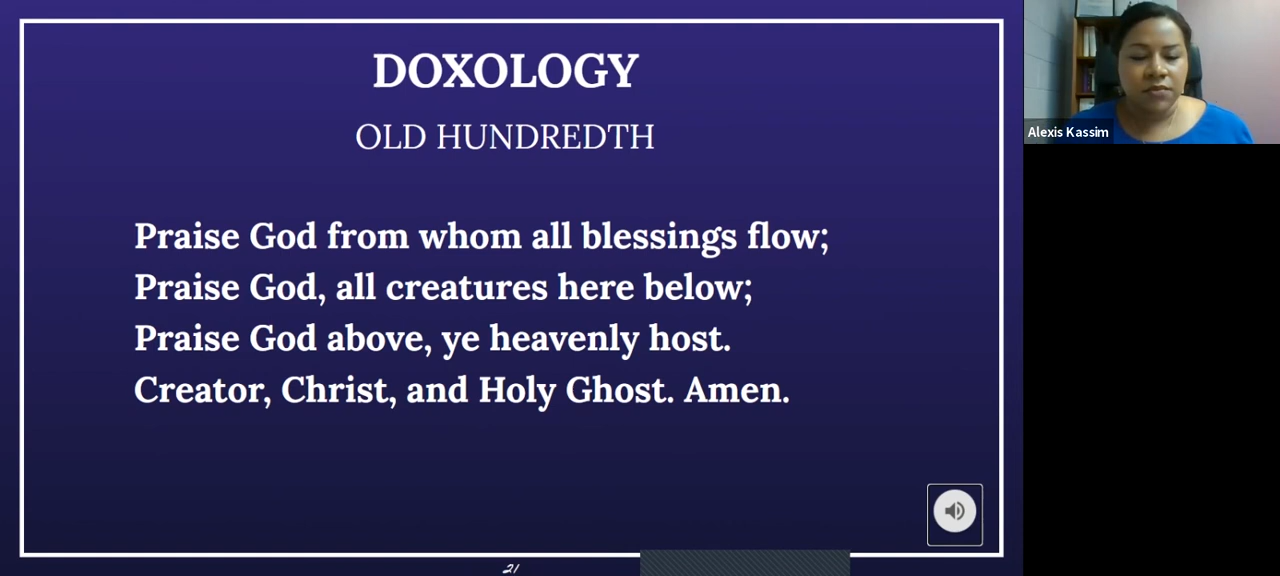 DOXOLOGY
OLD HUNDREDTH
Praise God from whom all blessings flow;
Praise God, all creatures here below;
Praise God above, ye heavenly host.
Creator, Christ, and Holy Ghost. Amen.
21
Alexis Kassim